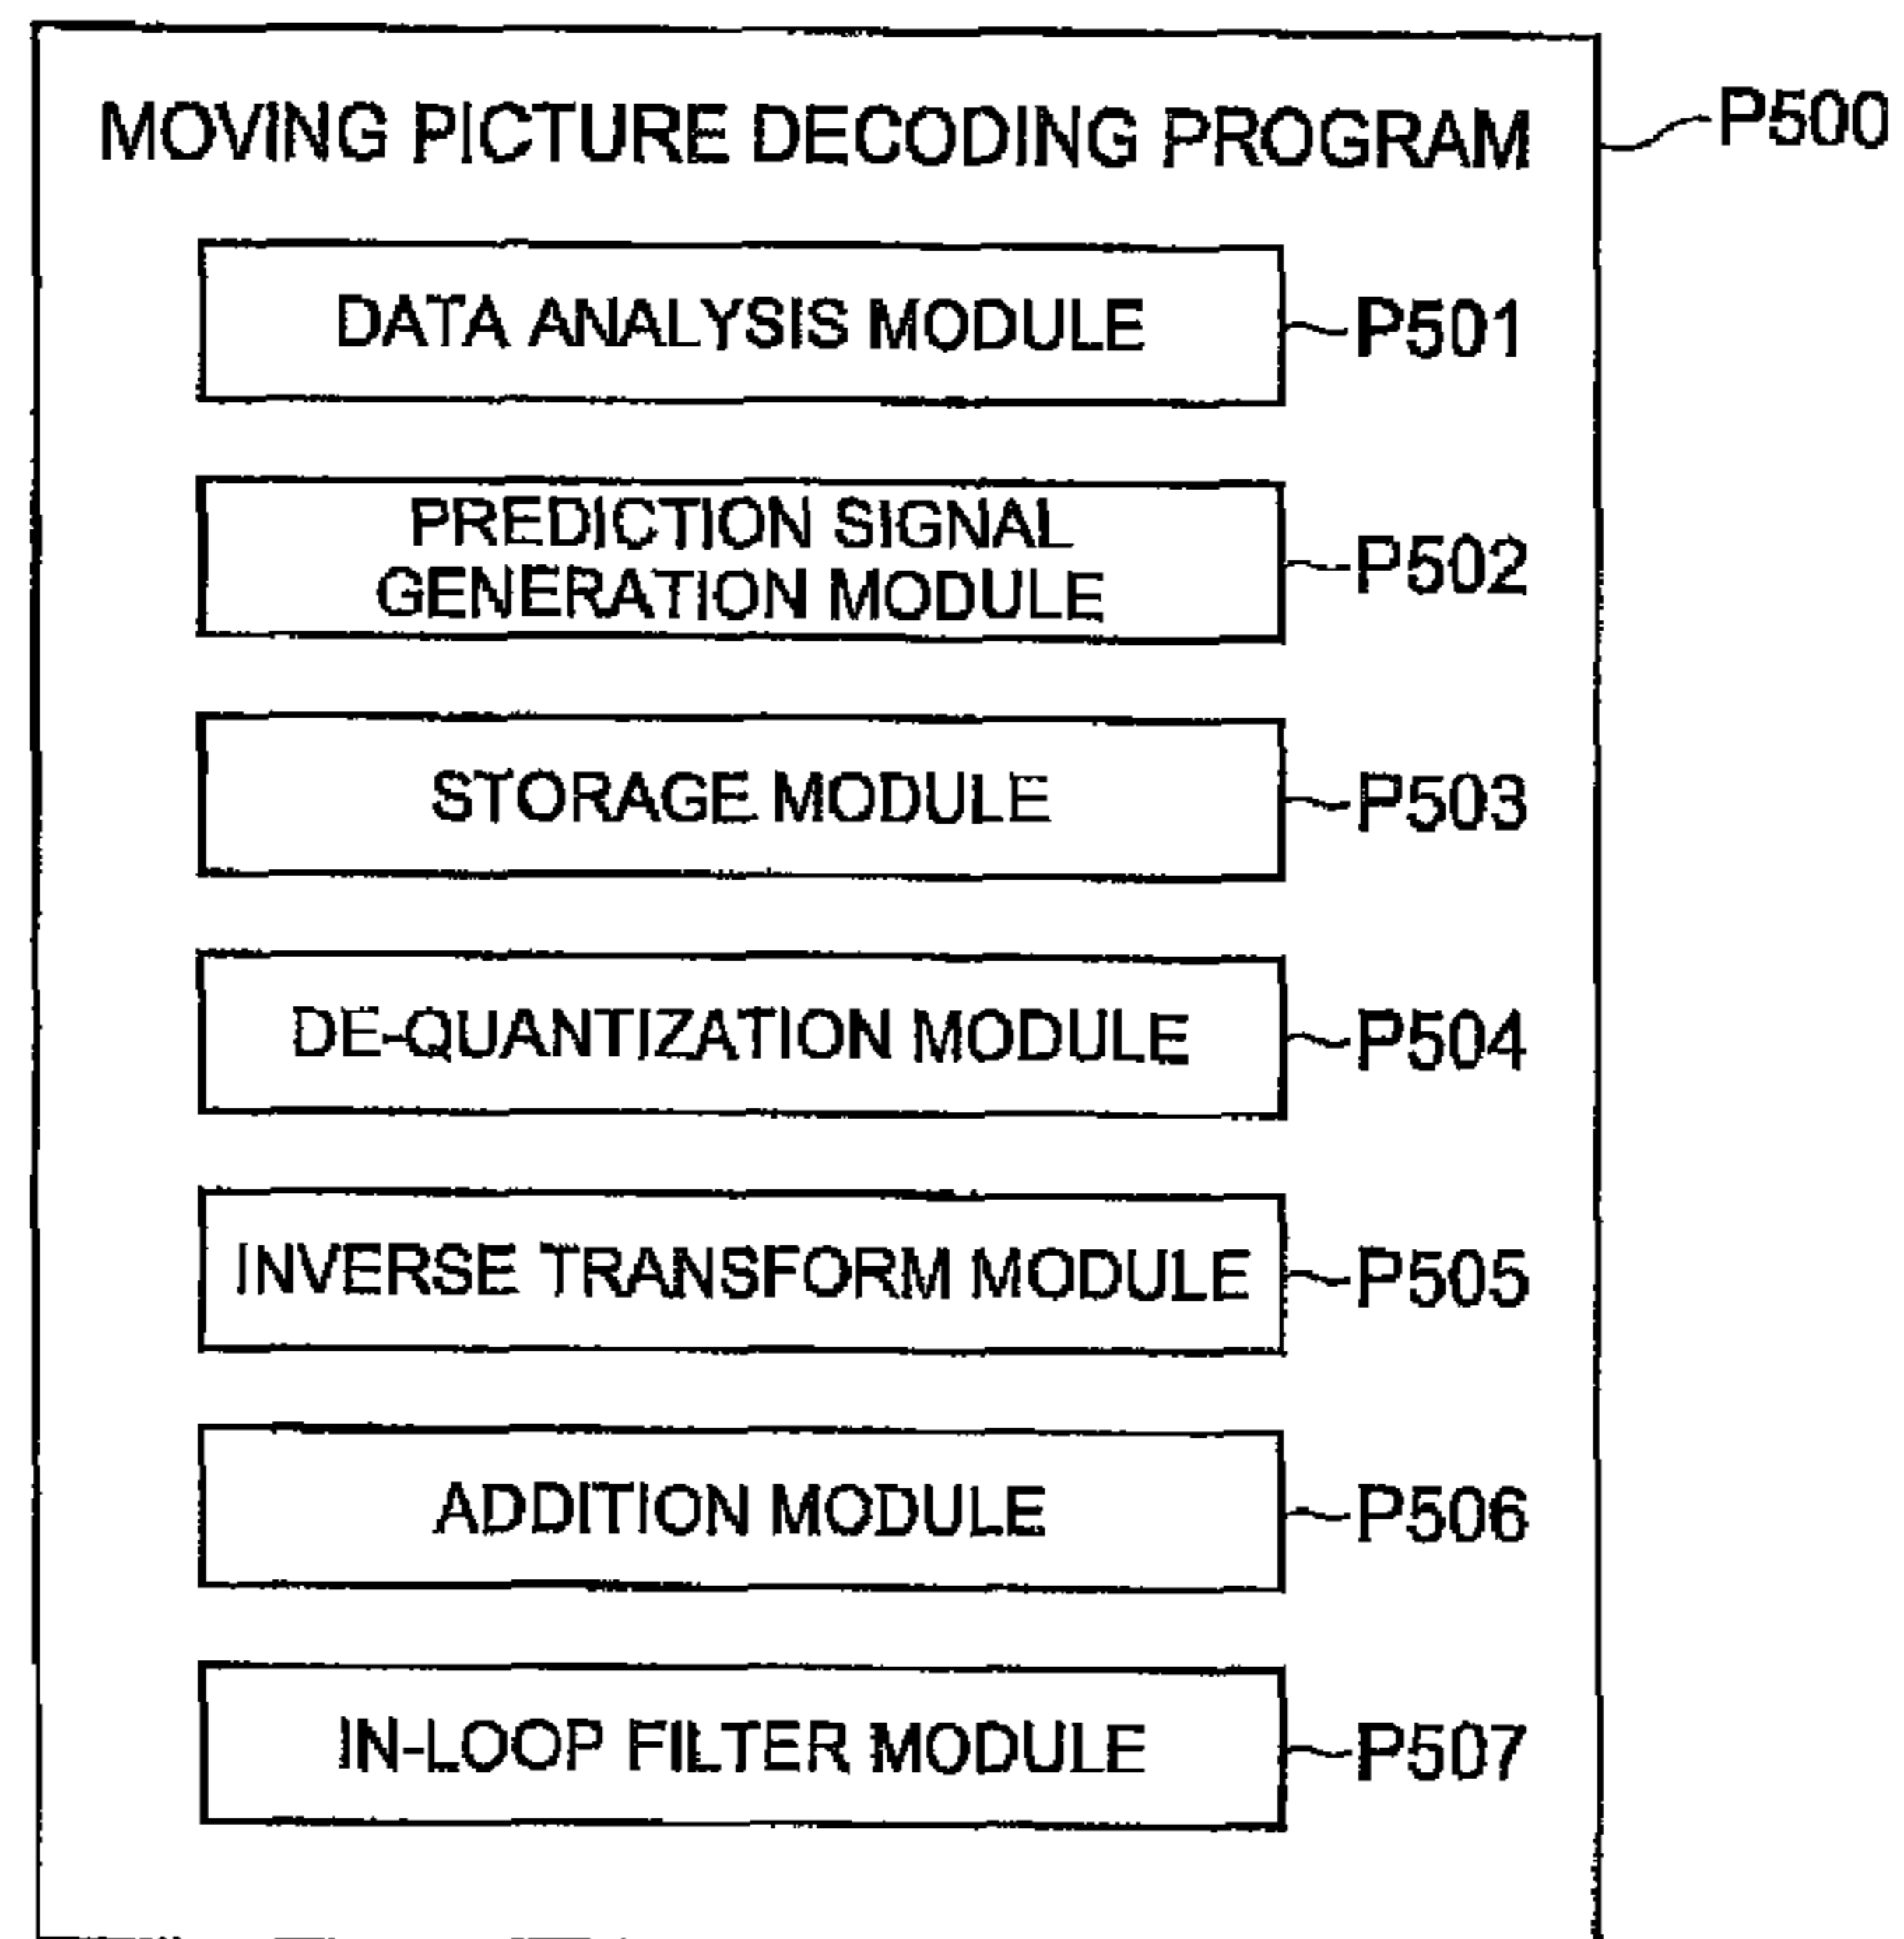 MOVING PICTURE DECODING PROGRAM
P500
DATA ANALYSIS MODULE
P501
PREDICTION SIGNAL
GENERATION MODULE
P502
STORAGE MODULE
P503
DE-QUANTIZATION MODULE
P504
INVERSE TRANSFORM MODULE
P505
ADDITION MODULE
P506
IN-LOOP FILTER MODULE
P507